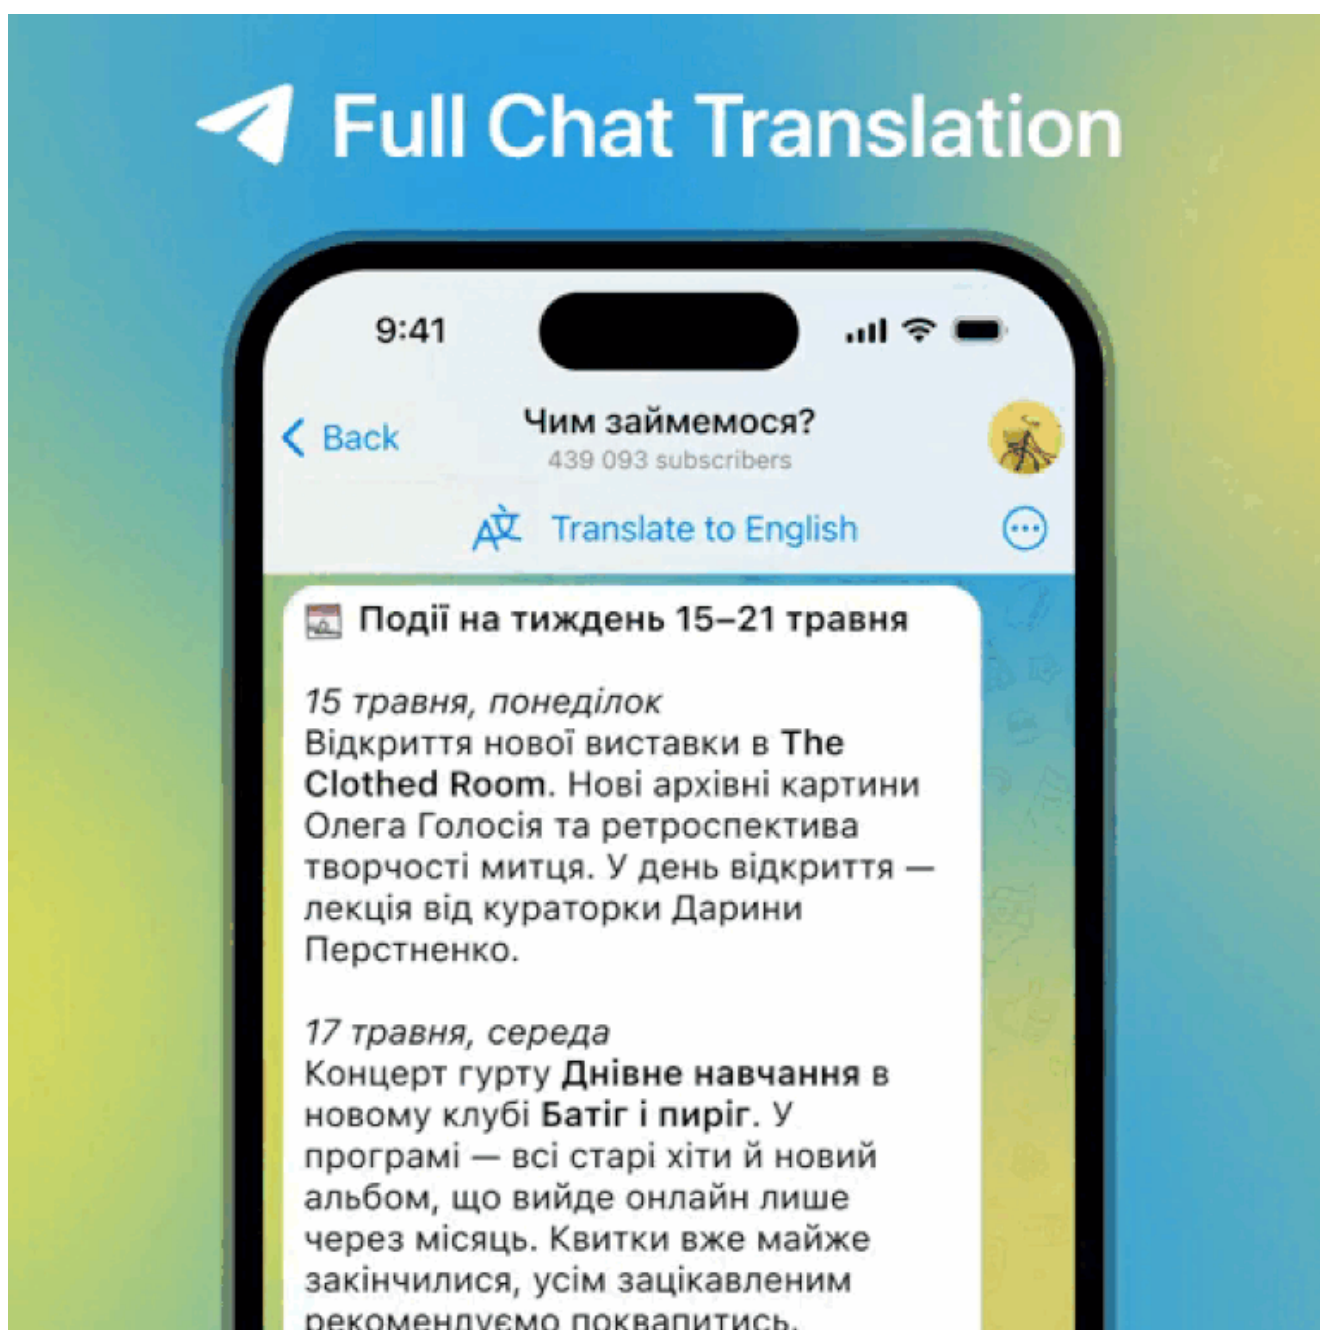 Full Chat Translation
9:41
Back
Чим займемося?
439 093 subscribers
Translate to English
Події на тиждень 15–21 травня
15 травня, понеділок
Відкриття нової виставки в The
Clothed Room. Нові архівні картини
Олега Голосія та ретроспектива
творчості митця. У день відкриття —
лекція від кураторки Дарини
Перстненко.
17 травня, середа
Концерт гурту Днівне навчання в
новому клубі Батіг і пиріг. У
програмі — всі старі хіти й новий
альбом, що вийде онлайн лише
через місяць. Квитки вже майже
закінчилися, усім зацікавленим
рекомендуємо поквапитись.